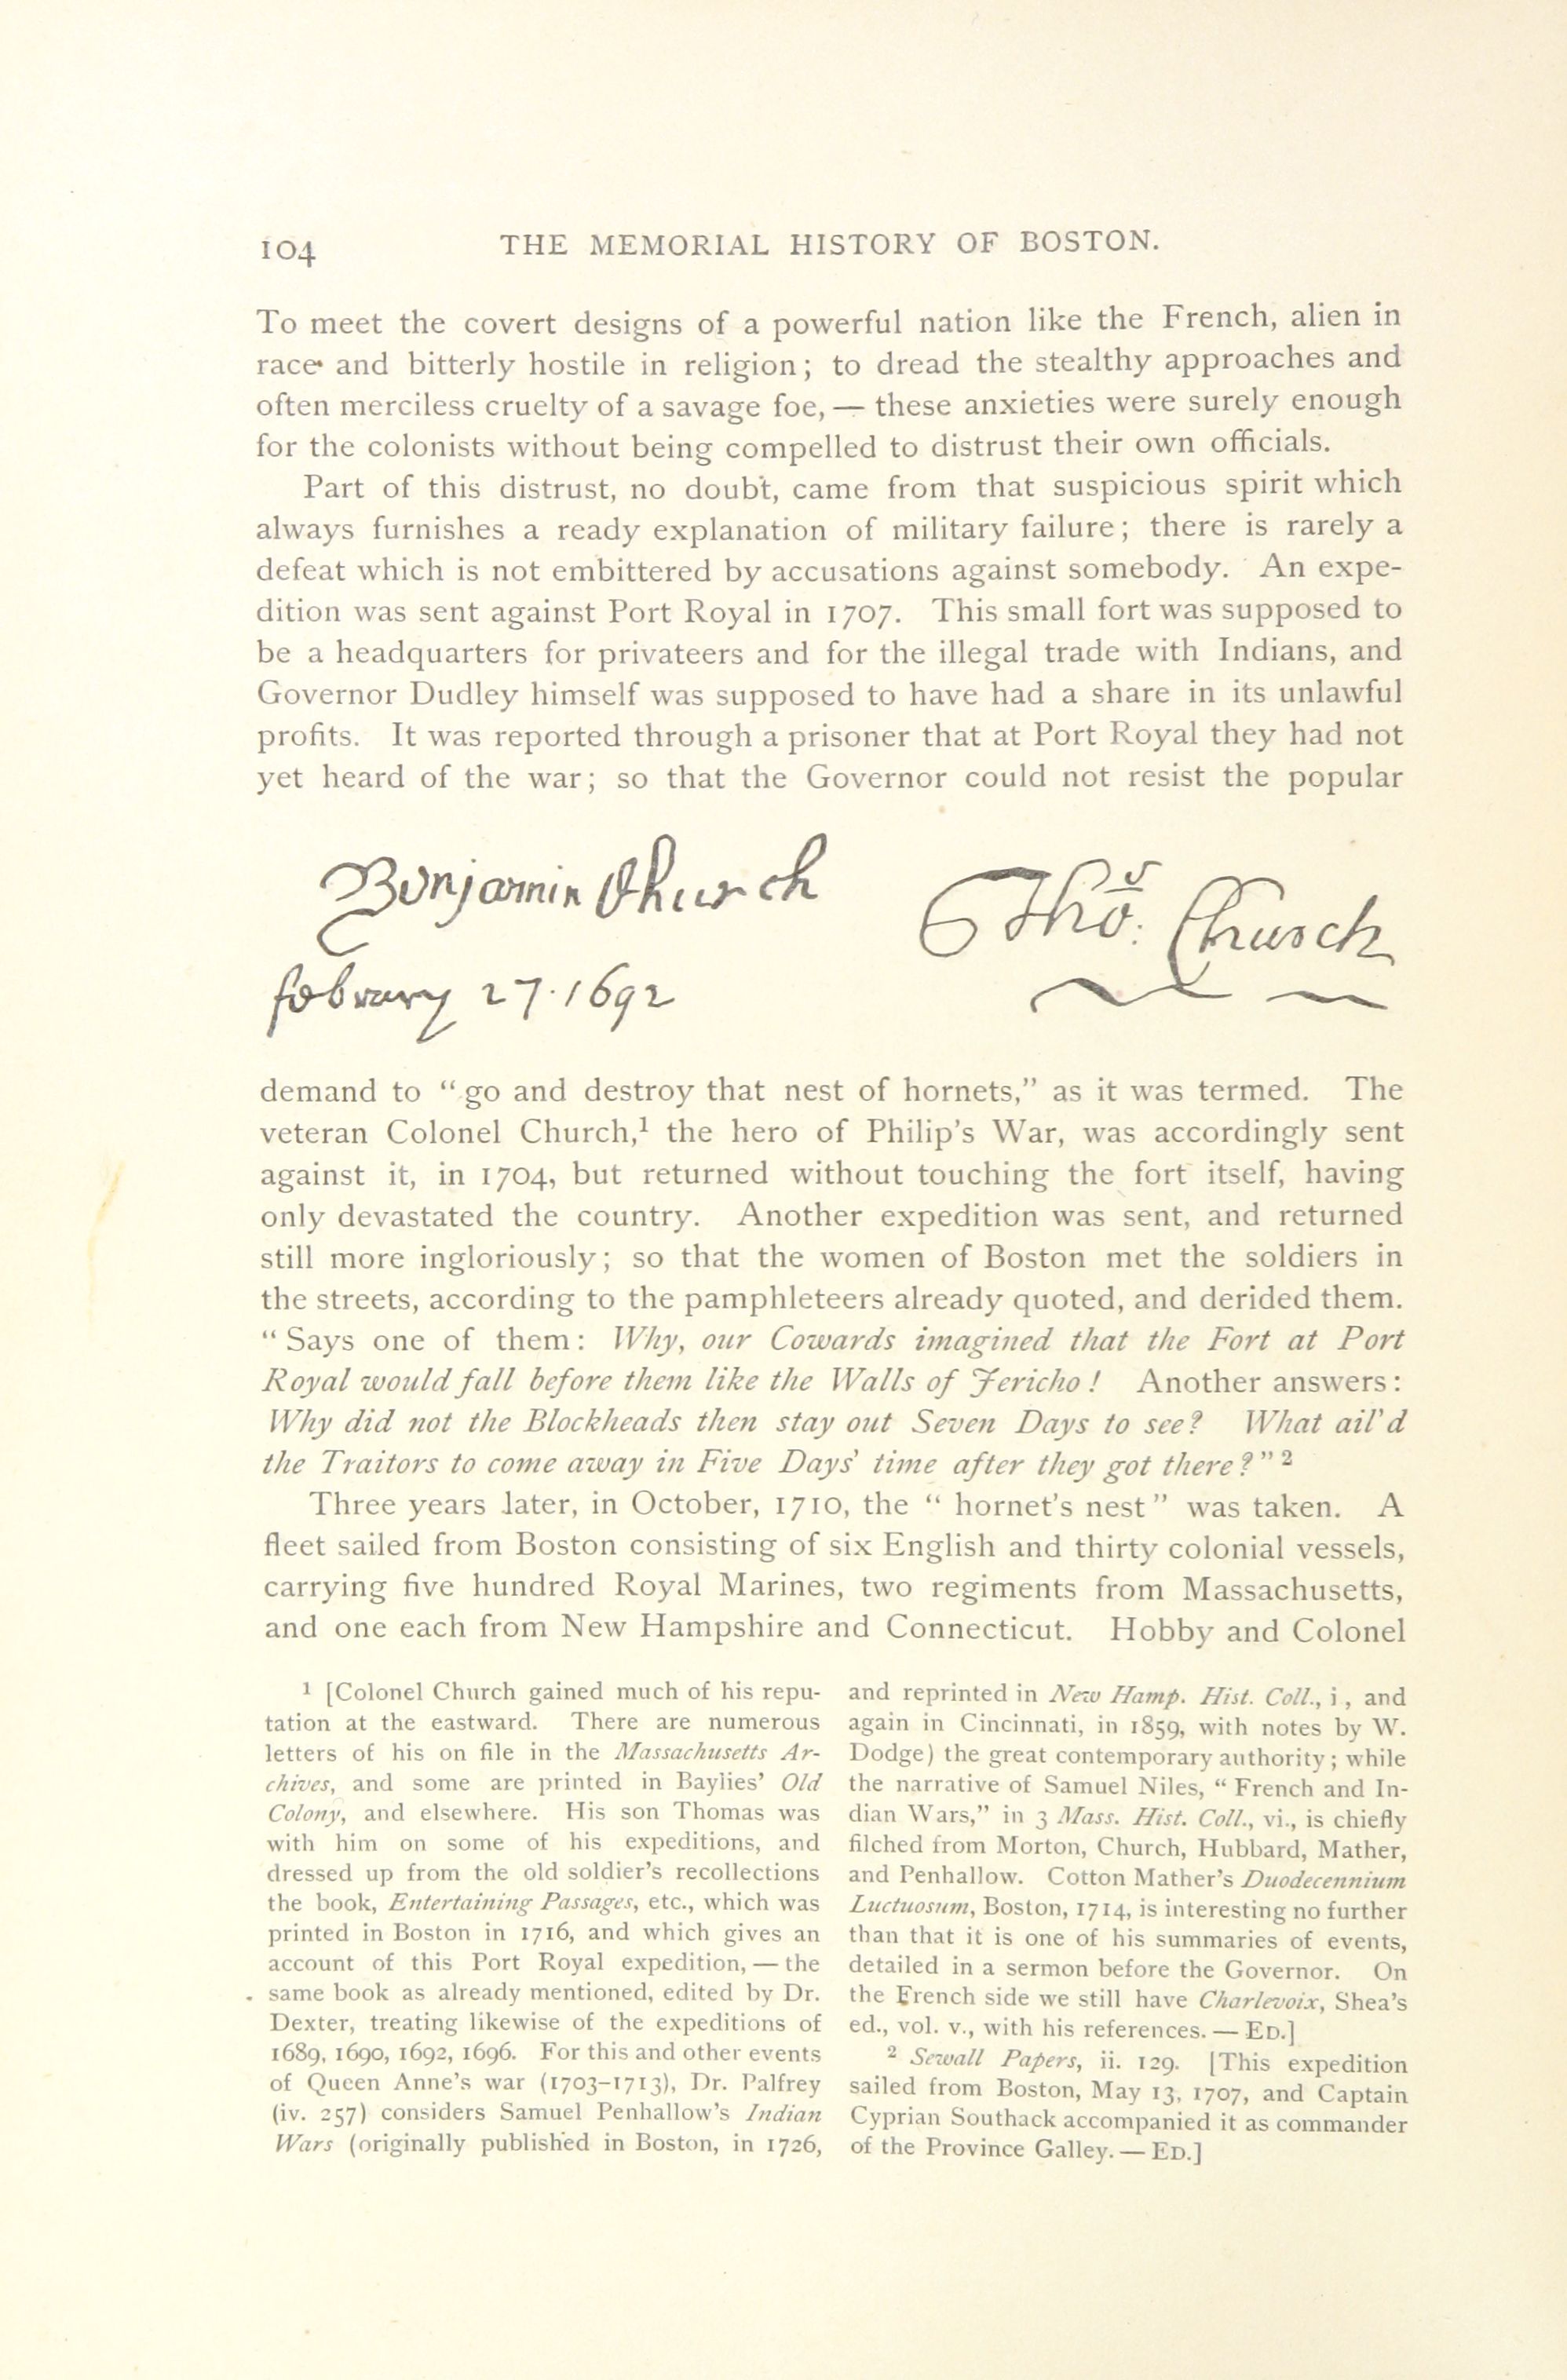 104
THE MEMORIAL HISTORY OF BOSTON.
To meet the covert designs of a powerful nation like the French, alien in
race and bitterly hostile in religion; to dread the stealthy approaches and
often merciless cruelty of a savage foe, — these anxieties were surely enough
for the colonists without being compelled to distrust their own officials.
Part of this distrust, no doubt, came from that suspicious spirit which
always furnishes a ready explanation of military failure; there is rarely a
defeat which is not embittered by accusations against somebody. An expe-
dition was sent against Port Royal in 1707. This small fort was supposed to
be a headquarters for privateers and for the illegal trade with Indians, and
Governor Dudley himself was supposed to have had a share in its unlawful
profits. It was reported through a prisoner that at Port Royal they had not
yet heard of the war; so that the Governor could not resist the popular
Benjamin Church
february 27·1692
Tho͞s: Church
demand to “go and destroy that nest of hornets,” as it was termed. The
veteran Colonel Church,¹ the hero of Philip’s War, was accordingly sent
against it, in 1704, but returned without touching the fort itself, having
only devastated the country. Another expedition was sent, and returned
still more ingloriously; so that the women of Boston met the soldiers in
the streets, according to the pamphleteers already quoted, and derided them.
“Says one of them: Why, our Cowards imagined that the Fort at Port
Royal would fall before them like the Walls of Jericho! Another answers:
Why did not the Blockheads then stay out Seven Days to see? What ail’d
the Traitors to come away in Five Days’ time after they got there?” ²
Three years later, in October, 1710, the “hornet’s nest” was taken. A
fleet sailed from Boston consisting of six English and thirty colonial vessels,
carrying five hundred Royal Marines, two regiments from Massachusetts,
and one each from New Hampshire and Connecticut. Hobby and Colonel
¹ [Colonel Church gained much of his repu-
tation at the eastward. There are numerous
letters of his on file in the Massachusetts Ar-
chives, and some are printed in Baylies’ Old
Colony, and elsewhere. His son Thomas was
with him on some of his expeditions, and
dressed up from the old soldier’s recollections
the book, Entertaining Passages, etc., which was
printed in Boston in 1716, and which gives an
account of this Port Royal expedition, — the
same book as already mentioned, edited by Dr.
Dexter, treating likewise of the expeditions of
1689, 1690, 1692, 1696. For this and other events
of Queen Anne’s war (1703–1713), Dr. Palfrey
(iv. 257) considers Samuel Penhallow’s Indian
Wars (originally published in Boston, in 1726,
and reprinted in New Hamp. Hist. Coll., i , and
again in Cincinnati, in 1859, with notes by W.
Dodge) the great contemporary authority; while
the narrative of Samuel Niles, “French and In-
dian Wars,” in 3 Mass. Hist. Coll., vi., is chiefly
filched from Morton, Church, Hubbard, Mather,
and Penhallow. Cotton Mather’s Duodecennium
Luctuosum, Boston, 1714, is interesting no further
than that it is one of his summaries of events,
detailed in a sermon before the Governor. On
the French side we still have Charlevoix, Shea’s
ed., vol. v., with his references. — ED.]
² Sewall Papers, ii. 129. [This expedition
sailed from Boston, May 13, 1707, and Captain
Cyprian Southack accompanied it as commander
of the Province Galley. — ED.]